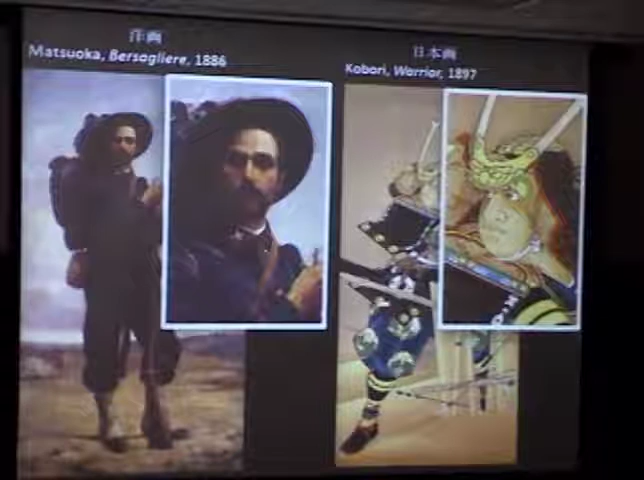 洋画
Matsuoka, Bersagliere, 1886
日本画
Kobori, Warrior, 1897